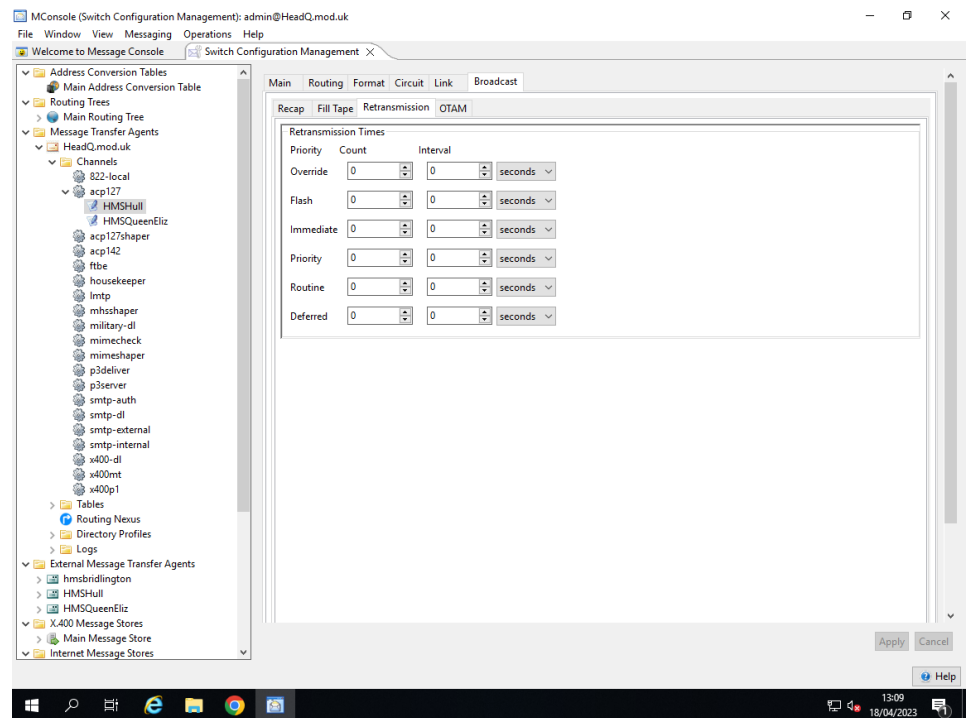 MConsole (Switch Configuration Management): admin@HeadQ.mod.uk
File Window View Messaging Operations Help
Welcome to Message Console
Switch Configuration Management
Address Conversion Tables
Main Address Conversion Table
Routing Trees
Main Routing Tree
Message Transfer Agents
HeadQ.mod.uk
Channels
822-local
acp127
HMSHull
HMSQueenEliz
acp127shaper
acp142
ftbe
housekeeper
lmtp
mhsshaper
military-dl
mimecheck
mimeshaper
p3deliver
p3server
smtp-auth
smtp-dl
smtp-external
smtp-internal
x400-dl
x400mt
x400p1
Tables
Routing Nexus
Directory Profiles
Logs
External Message Transfer Agents
hmsbridlington
HMSHull
HMSQueenEliz
X.400 Message Stores
Main Message Store
Internet Message Stores
Main Routing Format Circuit Link Broadcast
Recap Fill Tape Retransmission OTAM
Retransmission Times
Priority Count Interval
Override 0 0 seconds
Flash 0 0 seconds
Immediate 0 0 seconds
Priority 0 0 seconds
Routine 0 0 seconds
Deferred 0 0 seconds
Apply Cancel
Help
13:09
18/04/2023
1